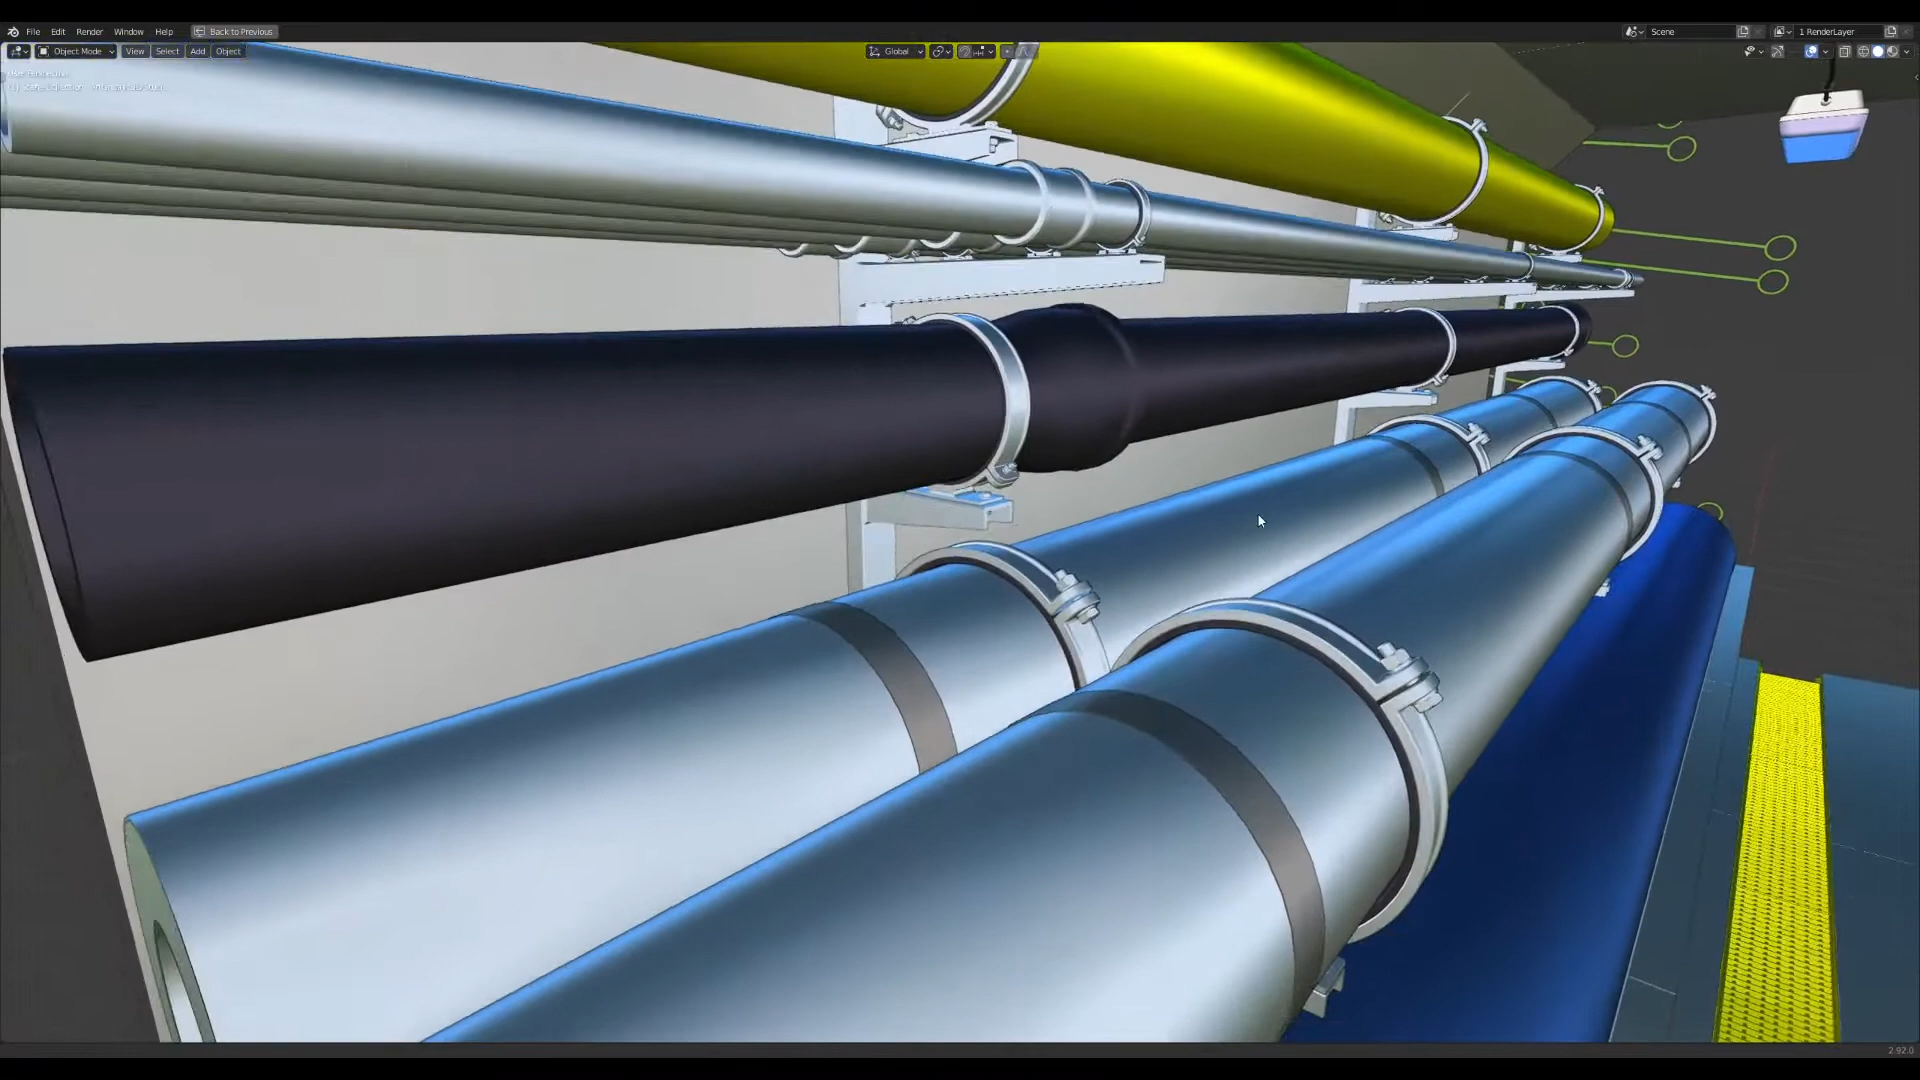 File Edit Render Window Help Back to Previous Scene 1 RenderLayer
Object Mode View Select Add Object Global
2.92.0